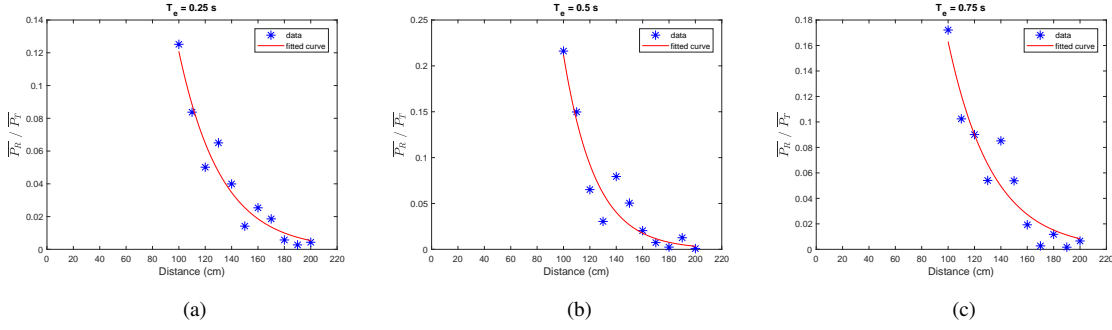 T_e = 0.25 s
0.14
0.12
0.1
0.08
0.06
0.04
0.02
0
P_R / P_T
data
fitted curve
0 20 40 60 80 100 120 140 160 180 200 220
Distance (cm)
(a)
T_e = 0.5 s
0.25
0.2
0.15
0.1
0.05
0
P_R / P_T
data
fitted curve
0 20 40 60 80 100 120 140 160 180 200 220
Distance (cm)
(b)
T_e = 0.75 s
0.18
0.16
0.14
0.12
0.1
0.08
0.06
0.04
0.02
0
P_R / P_T
data
fitted curve
0 20 40 60 80 100 120 140 160 180 200 220
Distance (cm)
(c)